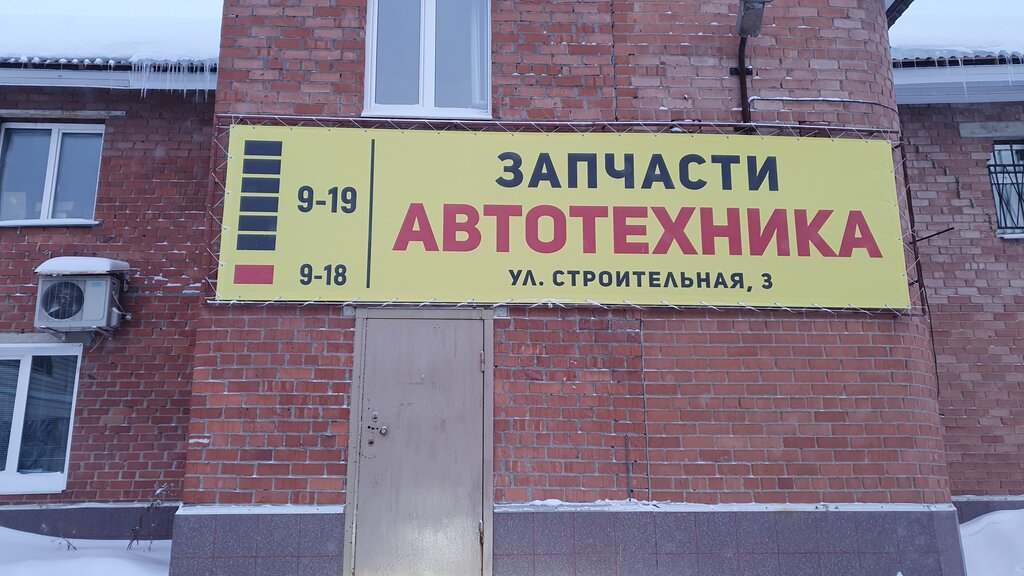 9-19
9-18
ЗАПЧАСТИ
АВТОТЕХНИКА
УЛ. СТРОИТЕЛЬНАЯ, 3